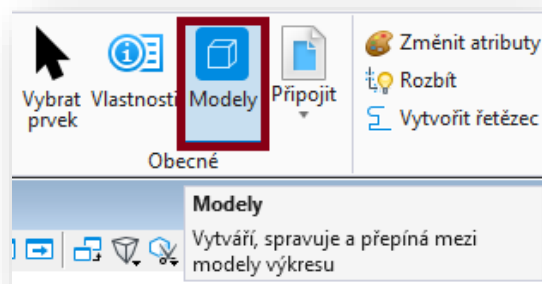 Vybrat prvek
Vlastnosti
Modely
Připojit
Změnit atributy
Rozbít
Vytvořit řetězec
Obecné
Modely
Vytváří, spravuje a přepíná mezi
modely výkresu